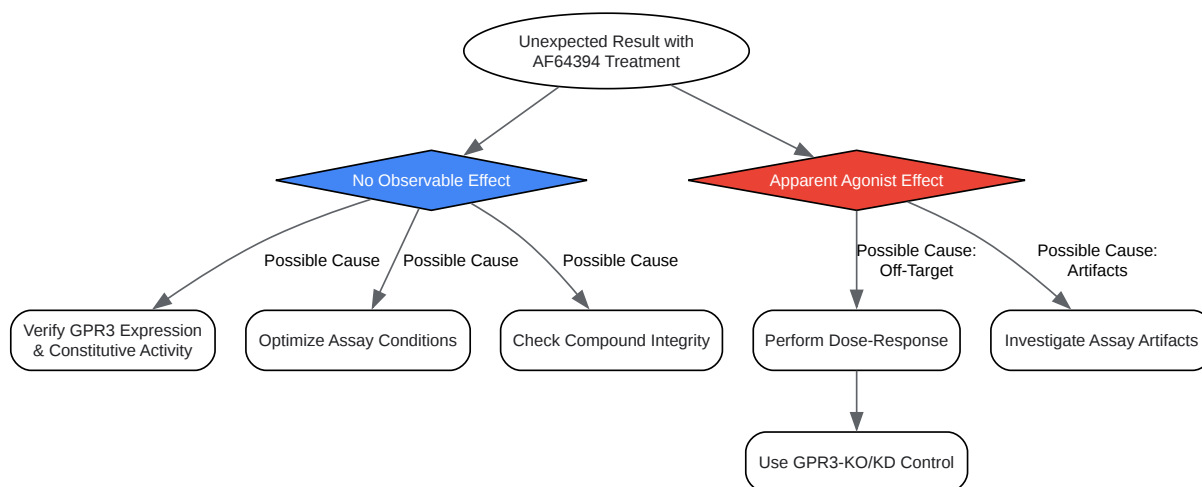 Unexpected Result with
AF64394 Treatment
No Observable Effect
Apparent Agonist Effect
Possible Cause
Possible Cause
Possible Cause
Possible Cause:
Off-Target
Possible Cause:
Artifacts
Verify GPR3 Expression
& Constitutive Activity
Optimize Assay Conditions
Check Compound Integrity
Perform Dose-Response
Investigate Assay Artifacts
Use GPR3-KO/KD Control